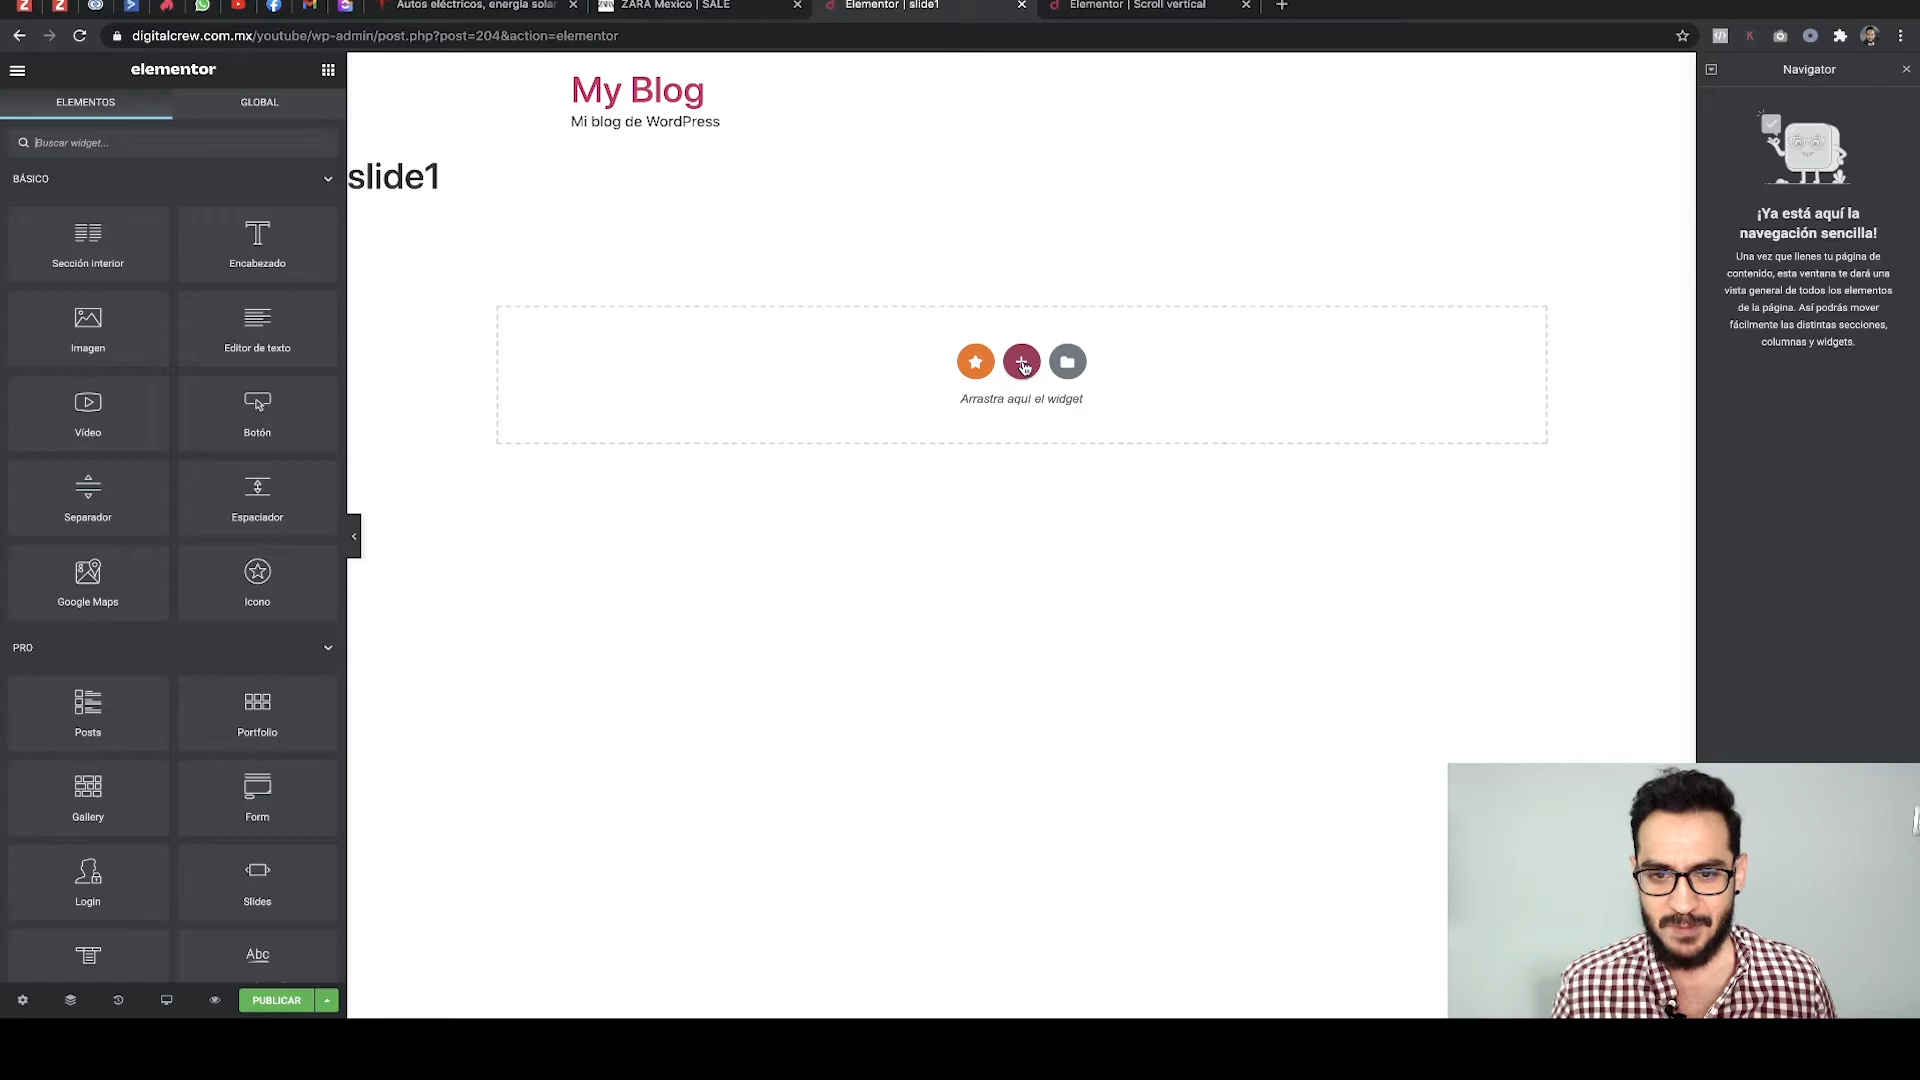 Autos eléctricos, energía solar
ZARA Mexico | SALE
Elementor | slide1
Elementor | Scroll vertical
digitalcrew.com.mx/youtube/wp-admin/post.php?post=204&action=elementor
elementor
ELEMENTOS
GLOBAL
Buscar widget...
BÁSICO
Sección interior
Encabezado
Imagen
Editor de texto
Vídeo
Botón
Separador
Espaciador
Google Maps
Icono
PRO
Posts
Portfolio
Gallery
Form
Login
Slides
Abc
PUBLICAR
My Blog
Mi blog de WordPress
slide1
Arrastra aquí el widget
Navigator
¡Ya está aquí la
navegación sencilla!
Una vez que llenes tu página de
contenido, esta ventana te dará una
vista general de todos los elementos
de la página. Así podrás mover
fácilmente las distintas secciones,
columnas y widgets.